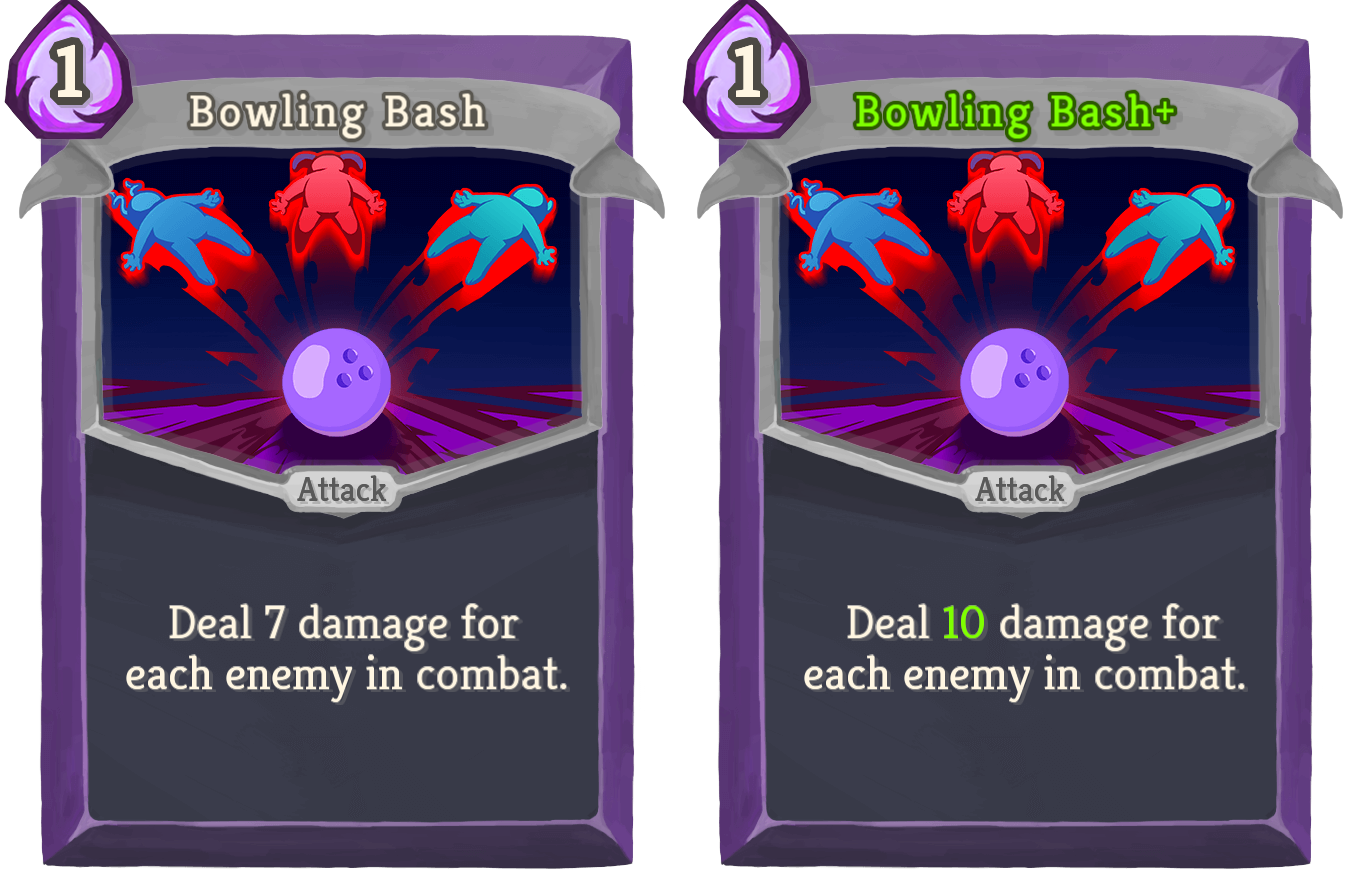 1
Bowling Bash
Attack
Deal 7 damage for
each enemy in combat.
1
Bowling Bash+
Attack
Deal 10 damage for
each enemy in combat.